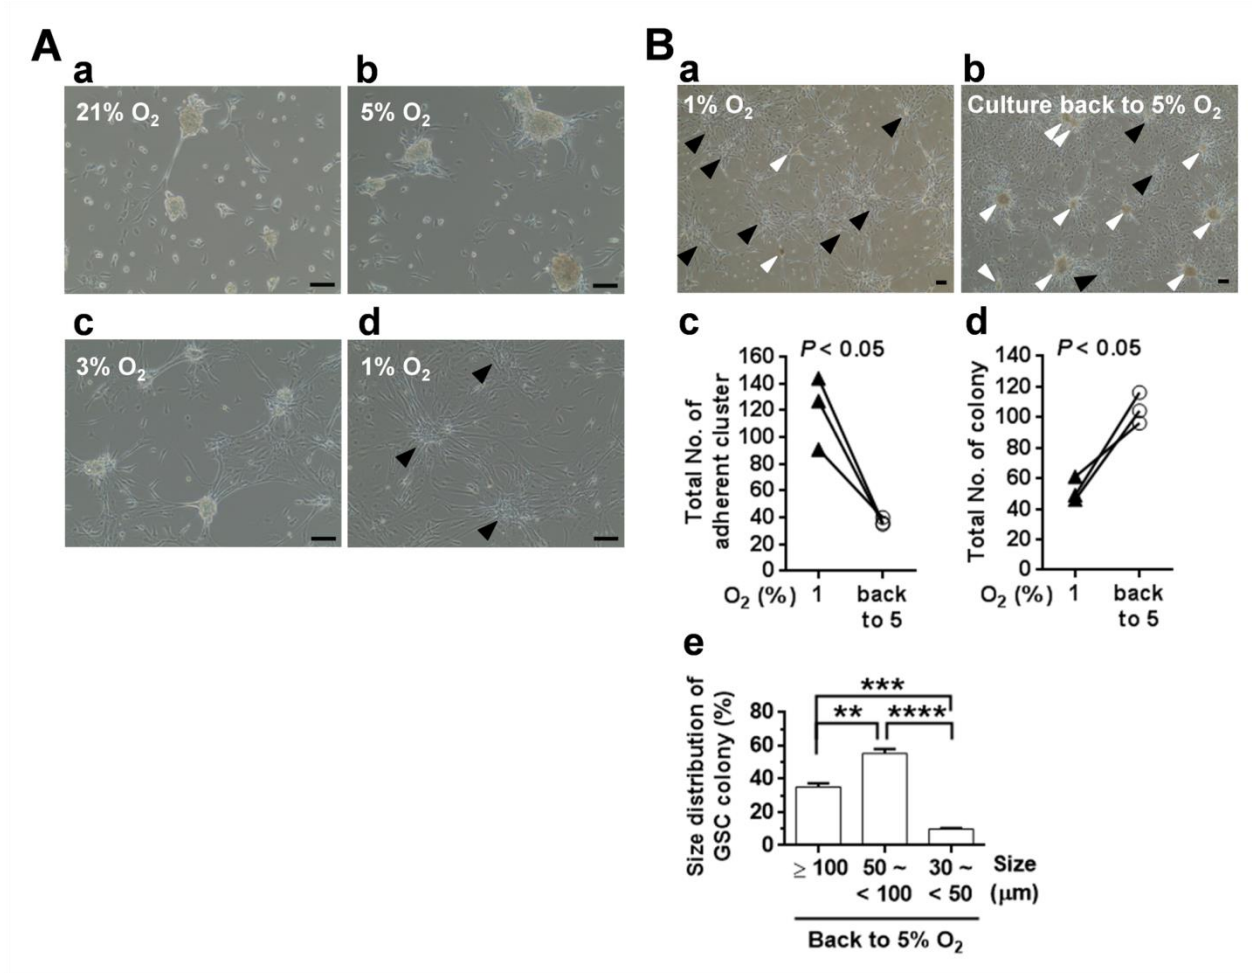 A
a
21% O₂
b
5% O₂
c
3% O₂
d
1% O₂
B
a
1% O₂
b
Culture back to 5% O₂
c
P < 0.05
Total No. of
adherent cluster
160
140
120
100
80
60
40
20
0
O₂ (%) 1 back
to 5
d
P < 0.05
Total No. of colony
140
120
100
80
60
40
20
0
O₂ (%) 1 back
to 5
e
Size distribution of
GSC colony (%)
80
60
40
20
0
***
** ****
≥ 100 50 ~ 30 ~ Size
< 100 < 50 (μm)
Back to 5% O₂